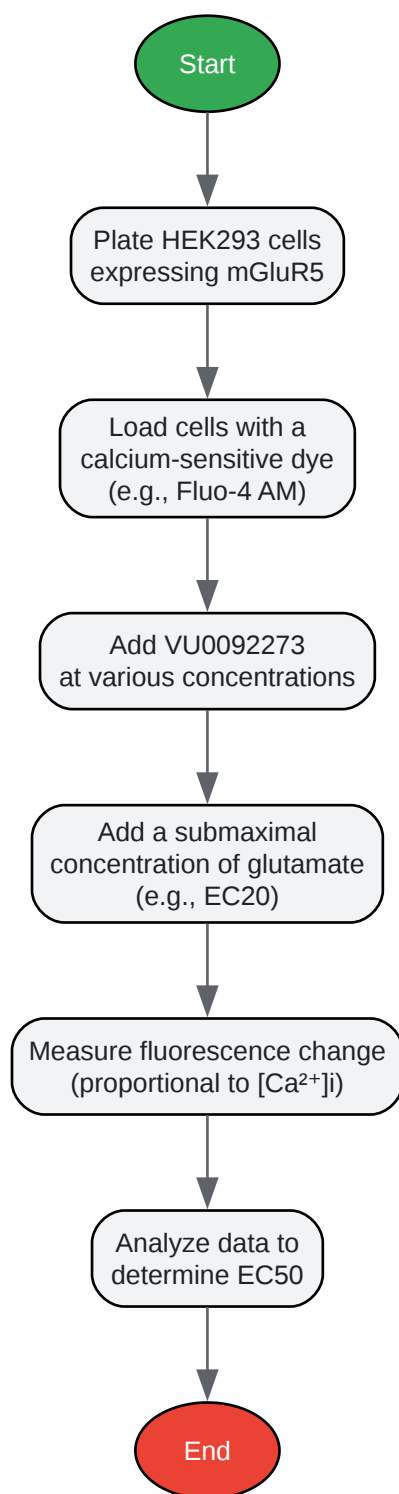 Start
Plate HEK293 cells
expressing mGluR5
Load cells with a
calcium-sensitive dye
(e.g., Fluo-4 AM)
Add VU0092273
at various concentrations
Add a submaximal
concentration of glutamate
(e.g., EC20)
Measure fluorescence change
(proportional to [Ca²⁺]i)
Analyze data to
determine EC50
End